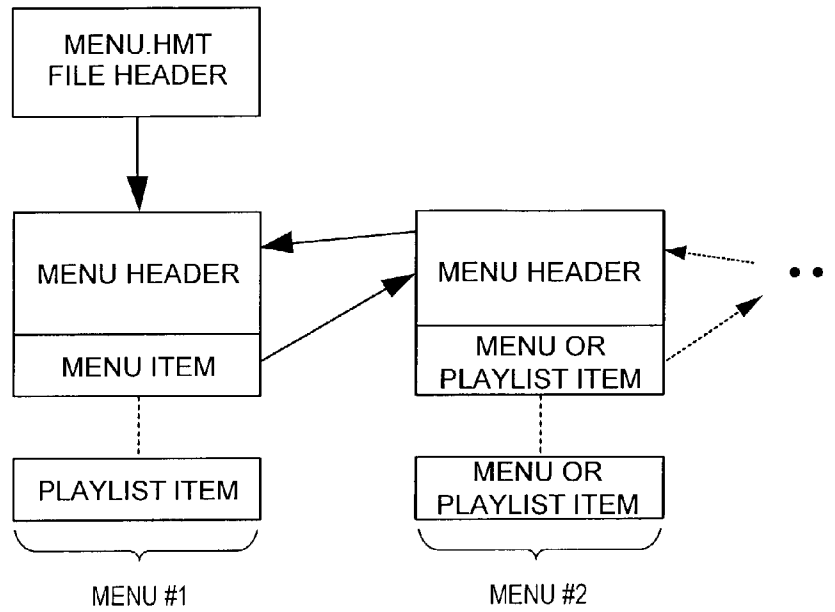 MENU.HMT
FILE HEADER
MENU HEADER
MENU ITEM
PLAYLIST ITEM
MENU #1
MENU HEADER
MENU OR
PLAYLIST ITEM
MENU OR
PLAYLIST ITEM
MENU #2